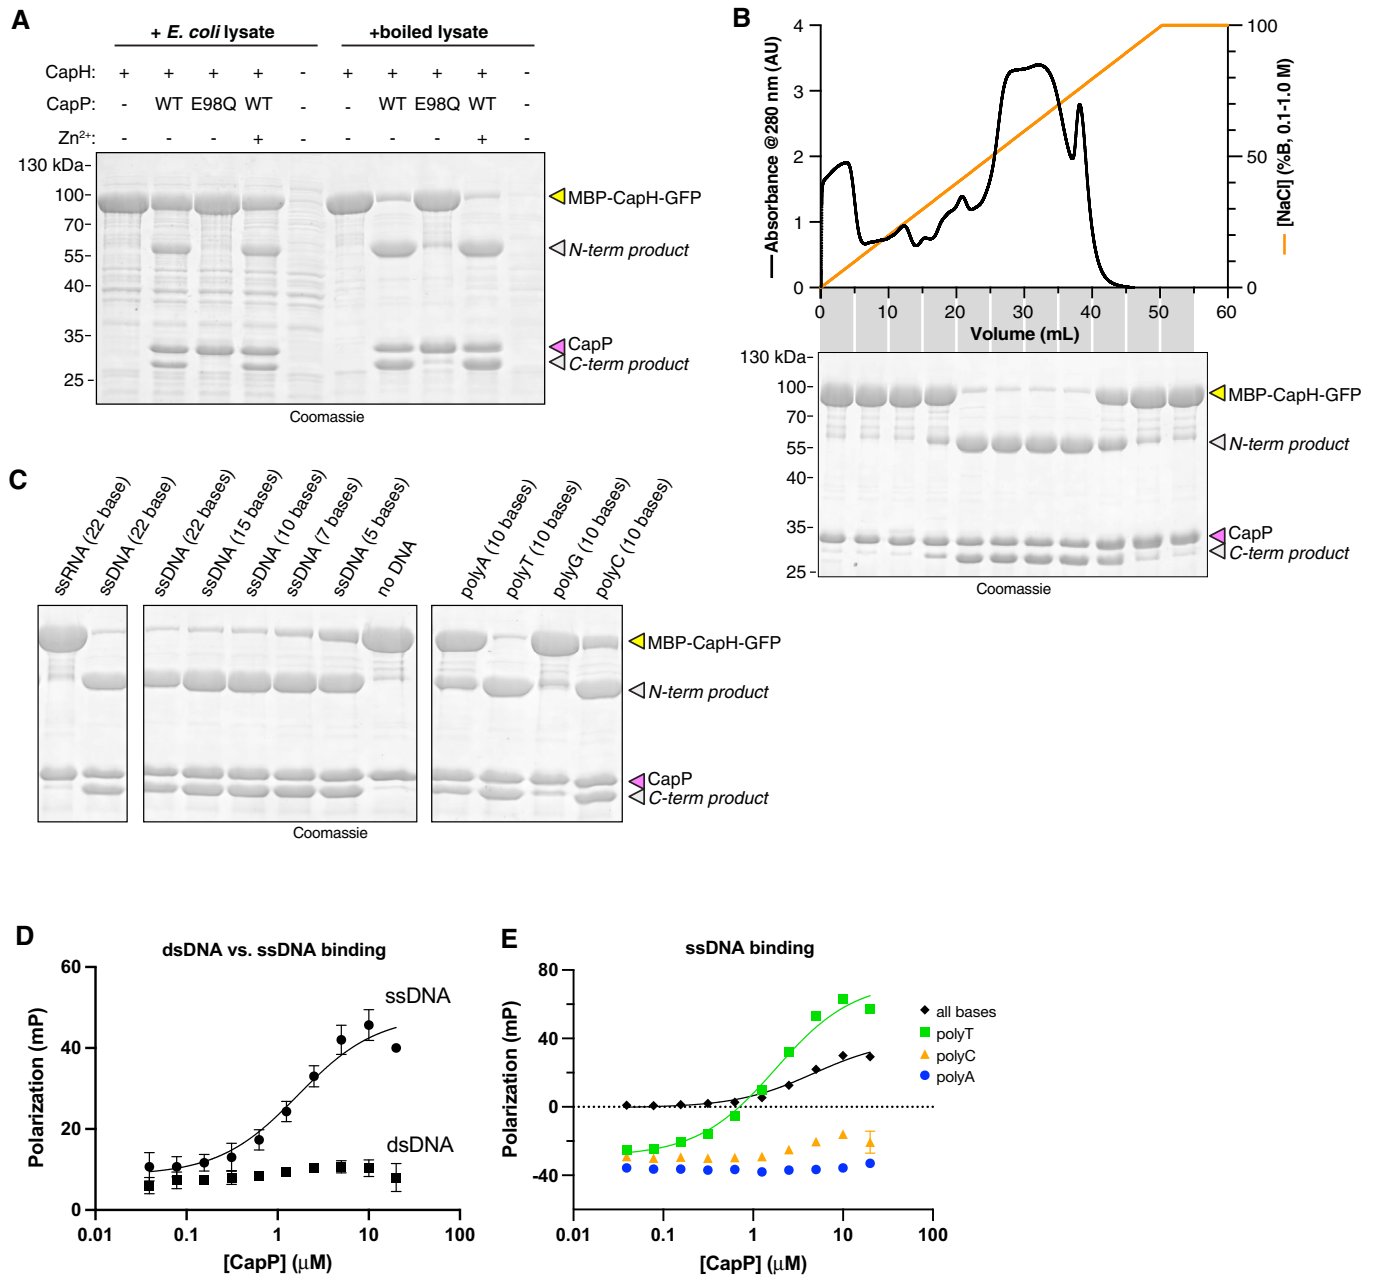 A
+ E. coli lysate
+boiled lysate
CapH: + + + + - + + + + -
CapP: - WT E98Q WT - - WT E98Q WT -
Zn2+: - - - + - - - - + -
130 kDa-
100-
70-
55-
40-
35-
25-
MBP-CapH-GFP
N-term product
CapP
C-term product
Coomassie
B
Absorbance @280 nm (AU)
4
3
2
1
0
[NaCl] (%B, 0.1-1.0 M)
100
50
0
0 10 20 30 40 50 60
Volume (mL)
130 kDa-
100-
70-
55-
40-
35-
25-
MBP-CapH-GFP
N-term product
CapP
C-term product
Coomassie
C
ssRNA (22 base)
ssDNA (22 base)
ssDNA (22 bases)
ssDNA (15 bases)
ssDNA (10 bases)
ssDNA (7 bases)
ssDNA (5 bases)
no DNA
polyA (10 bases)
polyT (10 bases)
polyG (10 bases)
polyC (10 bases)
MBP-CapH-GFP
N-term product
CapP
C-term product
Coomassie
D
dsDNA vs. ssDNA binding
Polarization (mP)
60
40
20
0
ssDNA
dsDNA
0.01 0.1 1 10 100
[CapP] (μM)
E
ssDNA binding
Polarization (mP)
80
40
0
-40
all bases
polyT
polyC
polyA
0.01 0.1 1 10 100
[CapP] (μM)